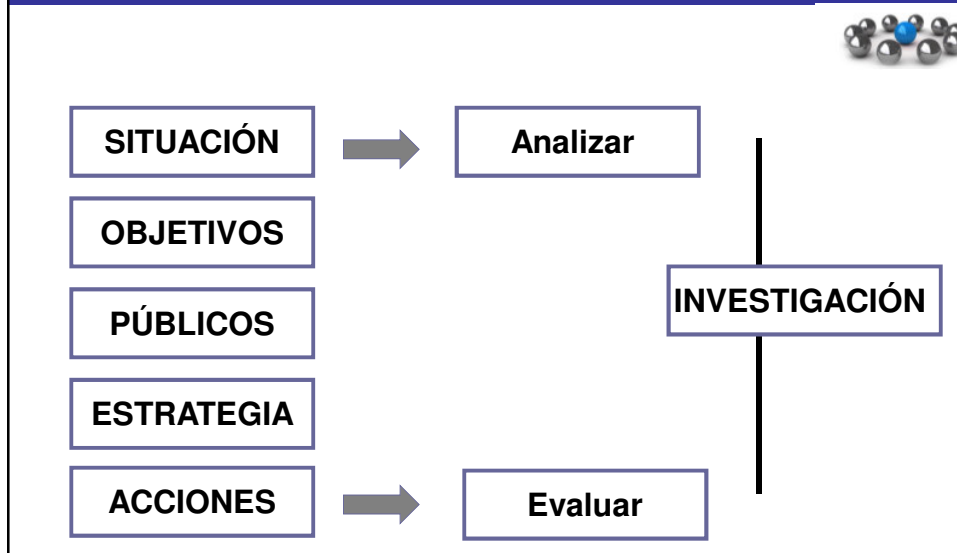 SITUACIÓN
Analizar
OBJETIVOS
INVESTIGACIÓN
PÚBLICOS
ESTRATEGIA
ACCIONES
Evaluar